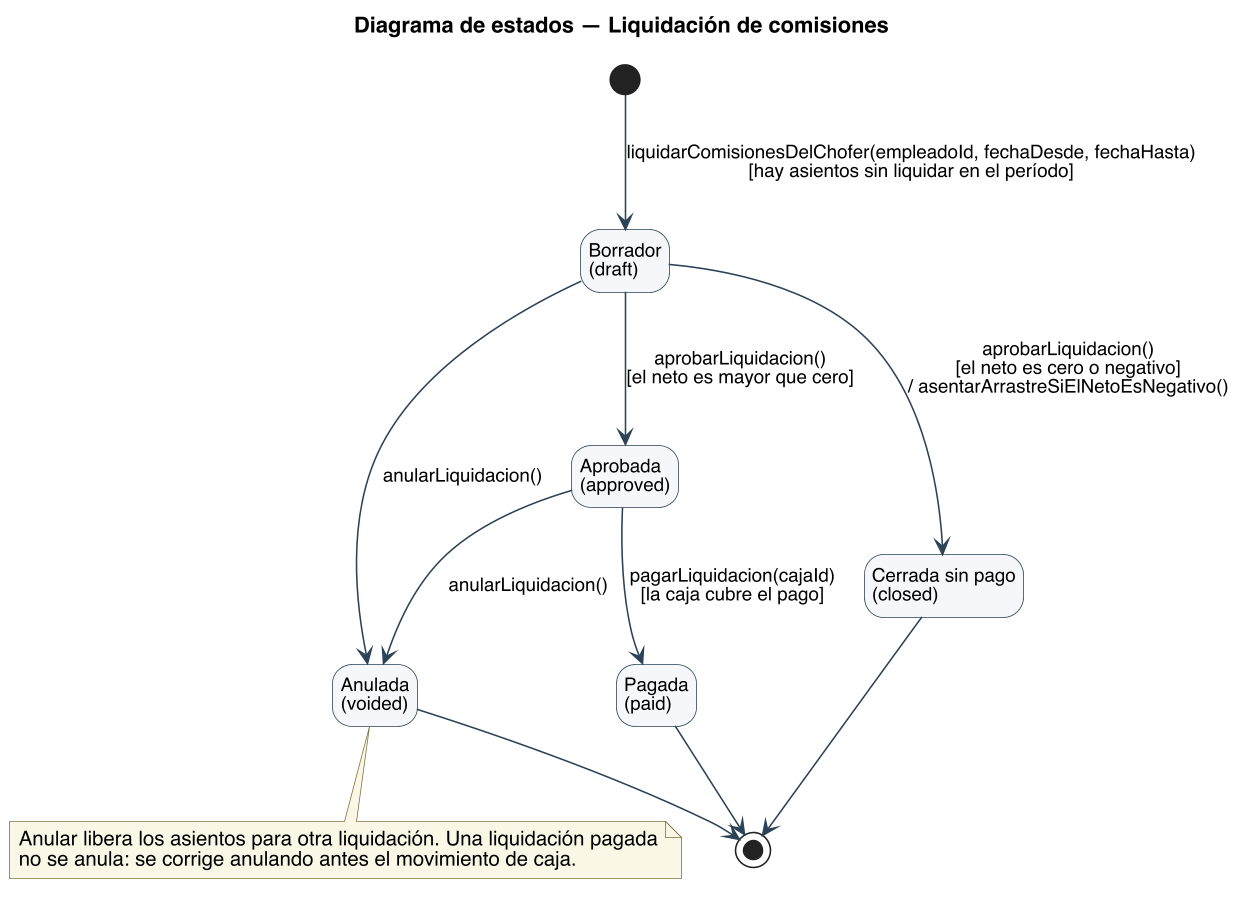 Diagrama de estados — Liquidación de comisiones
liquidarComisionesDelChofer(empleadoId, fechaDesde, fechaHasta)
[hay asientos sin liquidar en el período]
Borrador
(draft)
aprobarLiquidacion()
[el neto es mayor que cero]
aprobarLiquidacion()
[el neto es cero o negativo]
/ asentarArrastreSiElNetoEsNegativo()
Aprobada
(approved)
anularLiquidacion()
anularLiquidacion()
pagarLiquidacion(cajaId)
[la caja cubre el pago]
Cerrada sin pago
(closed)
Anulada
(voided)
Pagada
(paid)
Anular libera los asientos para otra liquidación. Una liquidación pagada
no se anula: se corrige anulando antes el movimiento de caja.